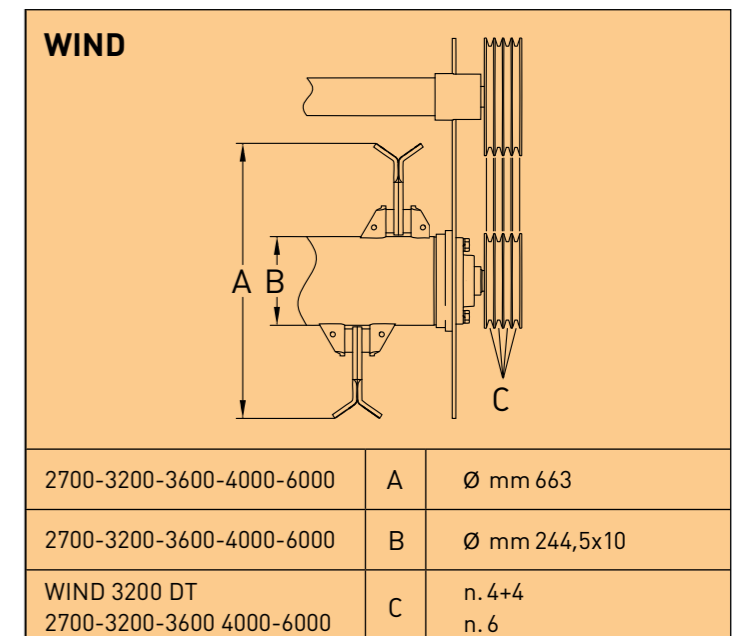 WIND
A
B
C
2700-3200-3600-4000-6000 A Ø mm 663
2700-3200-3600-4000-6000 B Ø mm 244,5x10
WIND 3200 DT C n. 4+4
2700-3200-3600 4000-6000 n. 6